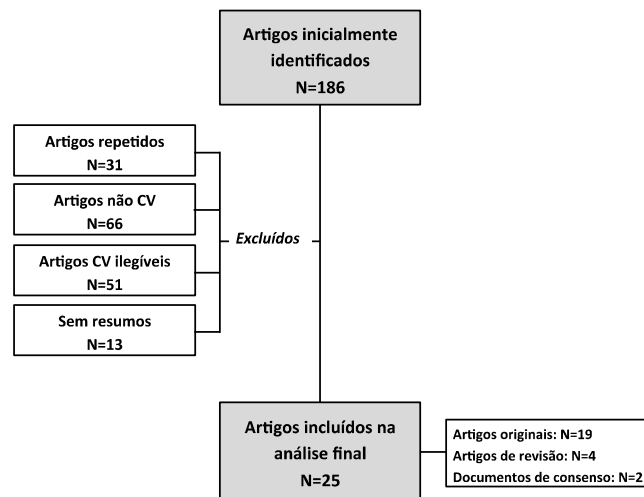 Artigos inicialmente
identificados
N=186
Artigos repetidos
N=31
Artigos não CV
N=66
Excluídos
Artigos CV ilegíveis
N=51
Sem resumos
N=13
Artigos incluídos na
análise final
N=25
Artigos originais: N=19
Artigos de revisão: N=4
Documentos de consenso: N=2